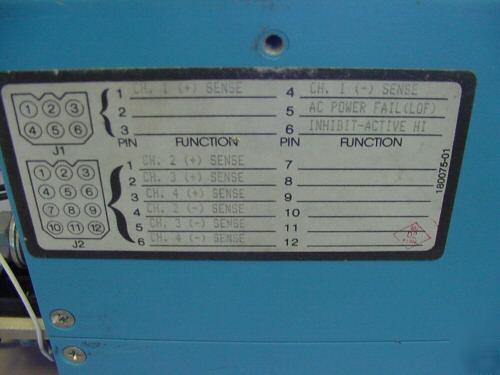 1 CH. 1 (+) SENSE 4 CH. 1 (-) SENSE
1 2 3 2 5 AC POWER FAIL(LOF)
4 5 6 3 6 INHIBIT-ACTIVE HI
J1 PIN FUNCTION PIN FUNCTION
1 CH. 2 (+) SENSE 7
1 2 3 2 CH. 3 (+) SENSE 8
4 5 6 3 CH. 4 (+) SENSE 9
7 8 9 4 CH. 2 (-) SENSE 10
10 11 12 5 CH. 3 (-) SENSE 11
J2 6 CH. 4 (-) SENSE 12
180075-01